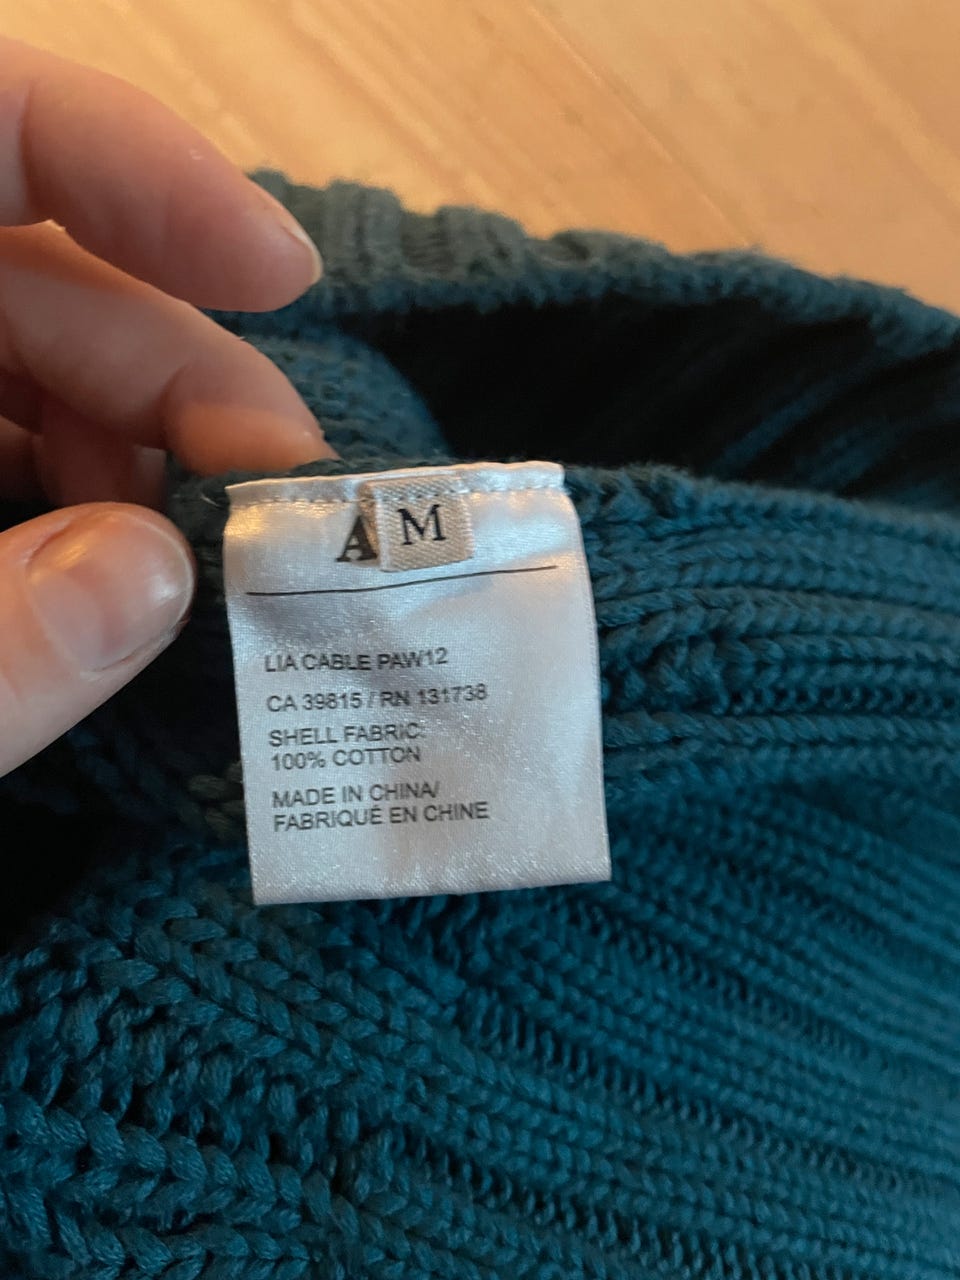 A M
LIA CABLE PAW12
CA 39815 / RN 131738
SHELL FABRIC:
100% COTTON
MADE IN CHINA/
FABRIQUÉ EN CHINE